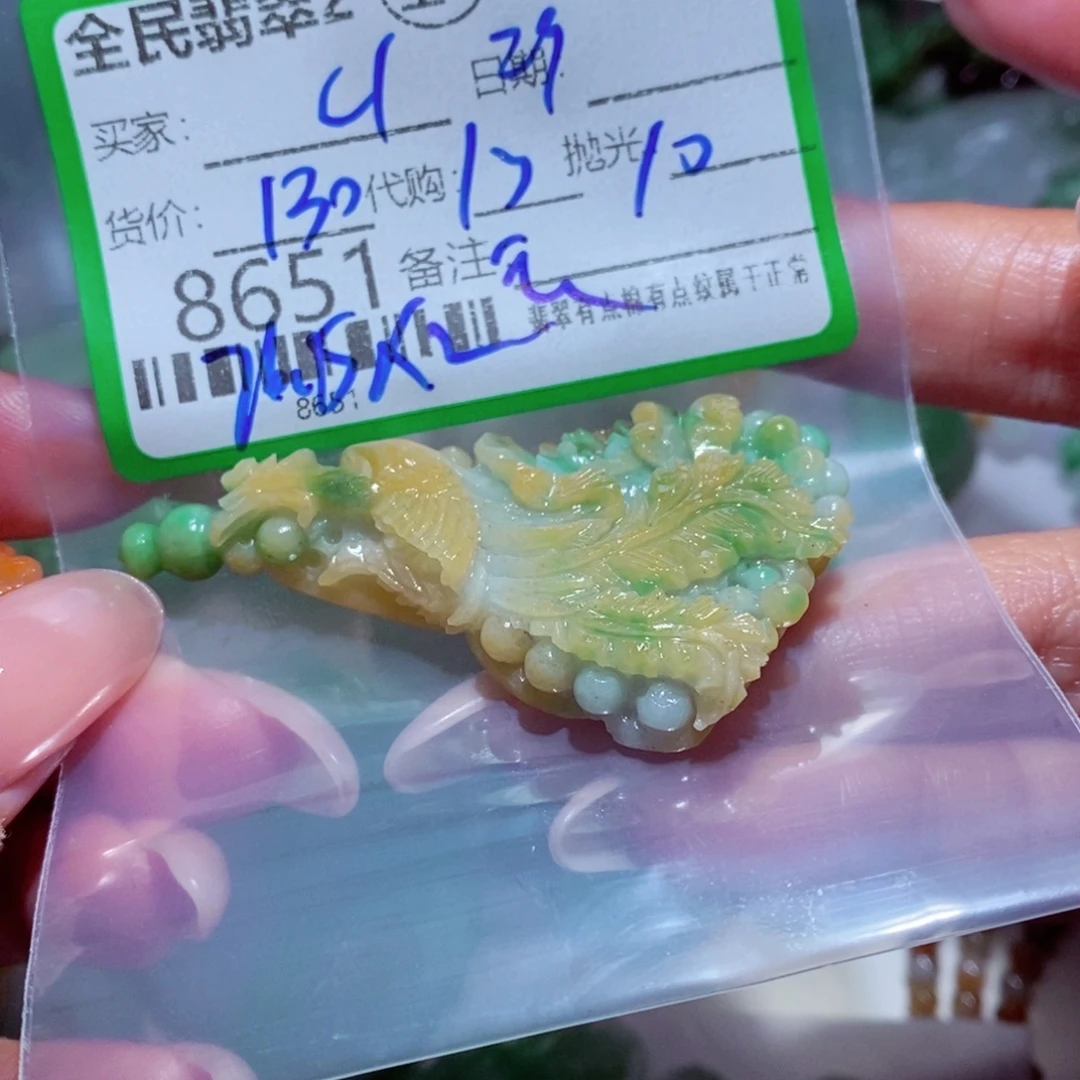 全民翡翠2
买家: 4 日期: 29
货价: 130 代购: 13 抛光 10
8651 备注
翡翠有点棉有点纹属于正常
8651